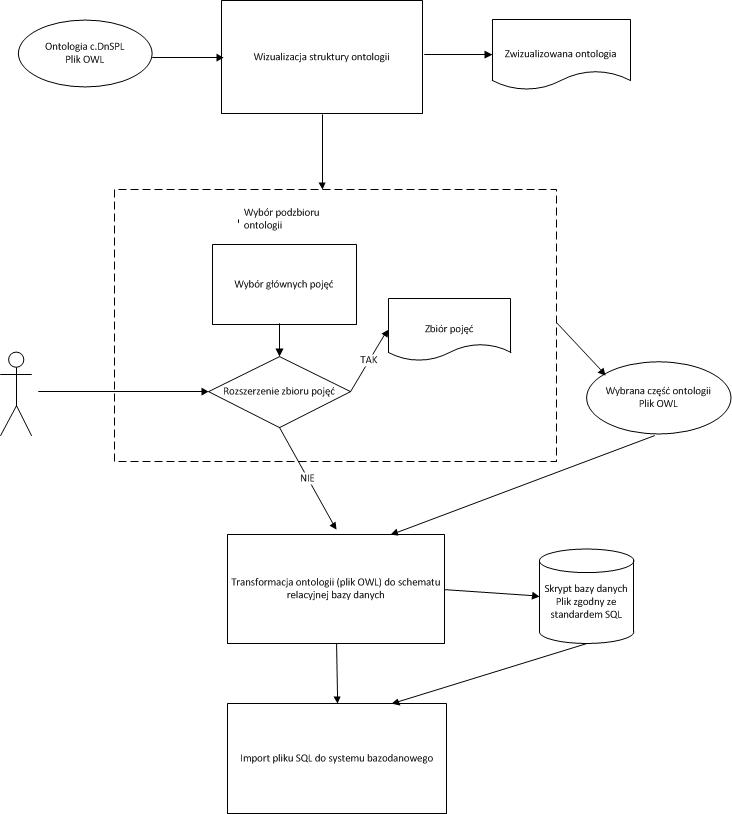 Ontologia c.DnSPL
Plik OWL
Wizualizacja struktury ontologii
Zwizualizowana ontologia
Wybór podzbioru
ontologii
Wybór głównych pojęć
Zbiór pojęć
TAK
Rozszerzenie zbioru pojęć
Wybrana część ontologii
Plik OWL
NIE
Transformacja ontologii (plik OWL) do schematu
relacyjnej bazy danych
Skrypt bazy danych
Plik zgodny ze
standardem SQL
Import pliku SQL do systemu bazodanowego